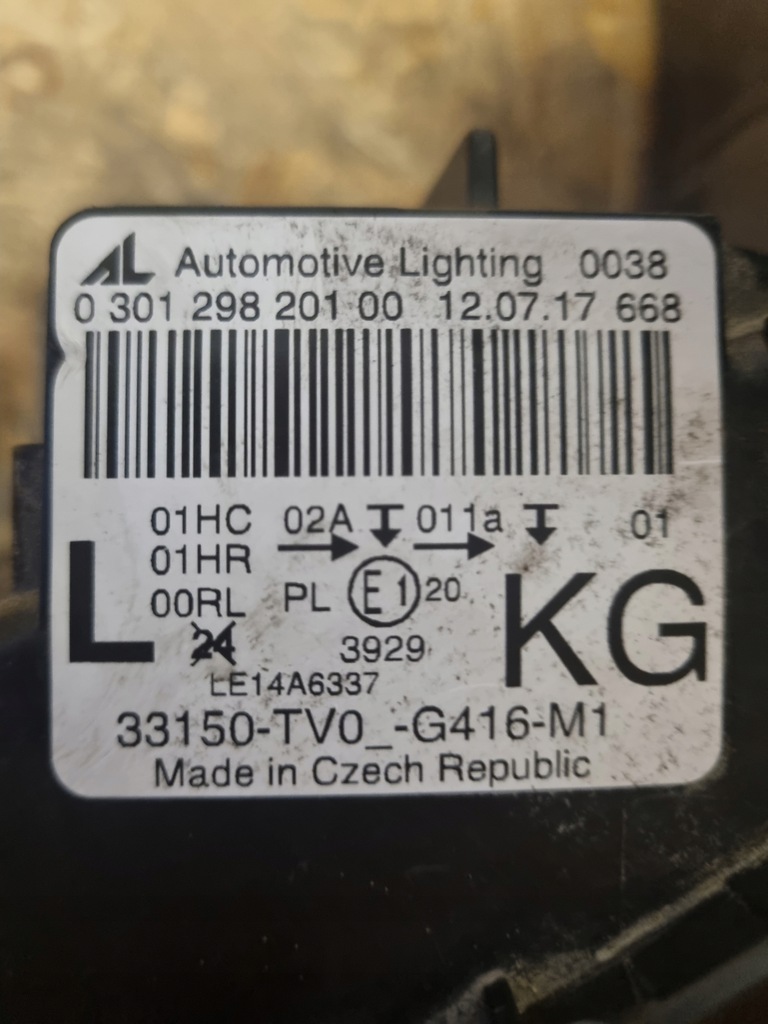 AL Automotive Lighting 0038
0 301 298 201 00 12.07.17 668
01HC 02A 011a 01
01HR
00RL PL E1 20
L 24 3929 KG
LE14A6337
33150-TV0_-G416-M1
Made in Czech Republic